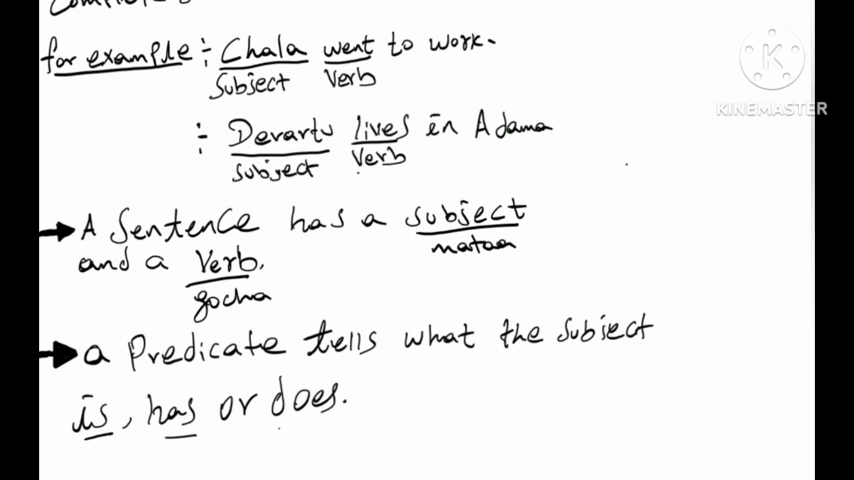 for example ÷ Chala went to work.
Subject Verb
K
KINEMASTER
÷ Derartu lives in Adama
subject Verb
→ A Sentence has a subject
mataa
and a Verb.
gocha
→ a Predicate tells what the subject
is, has or does.